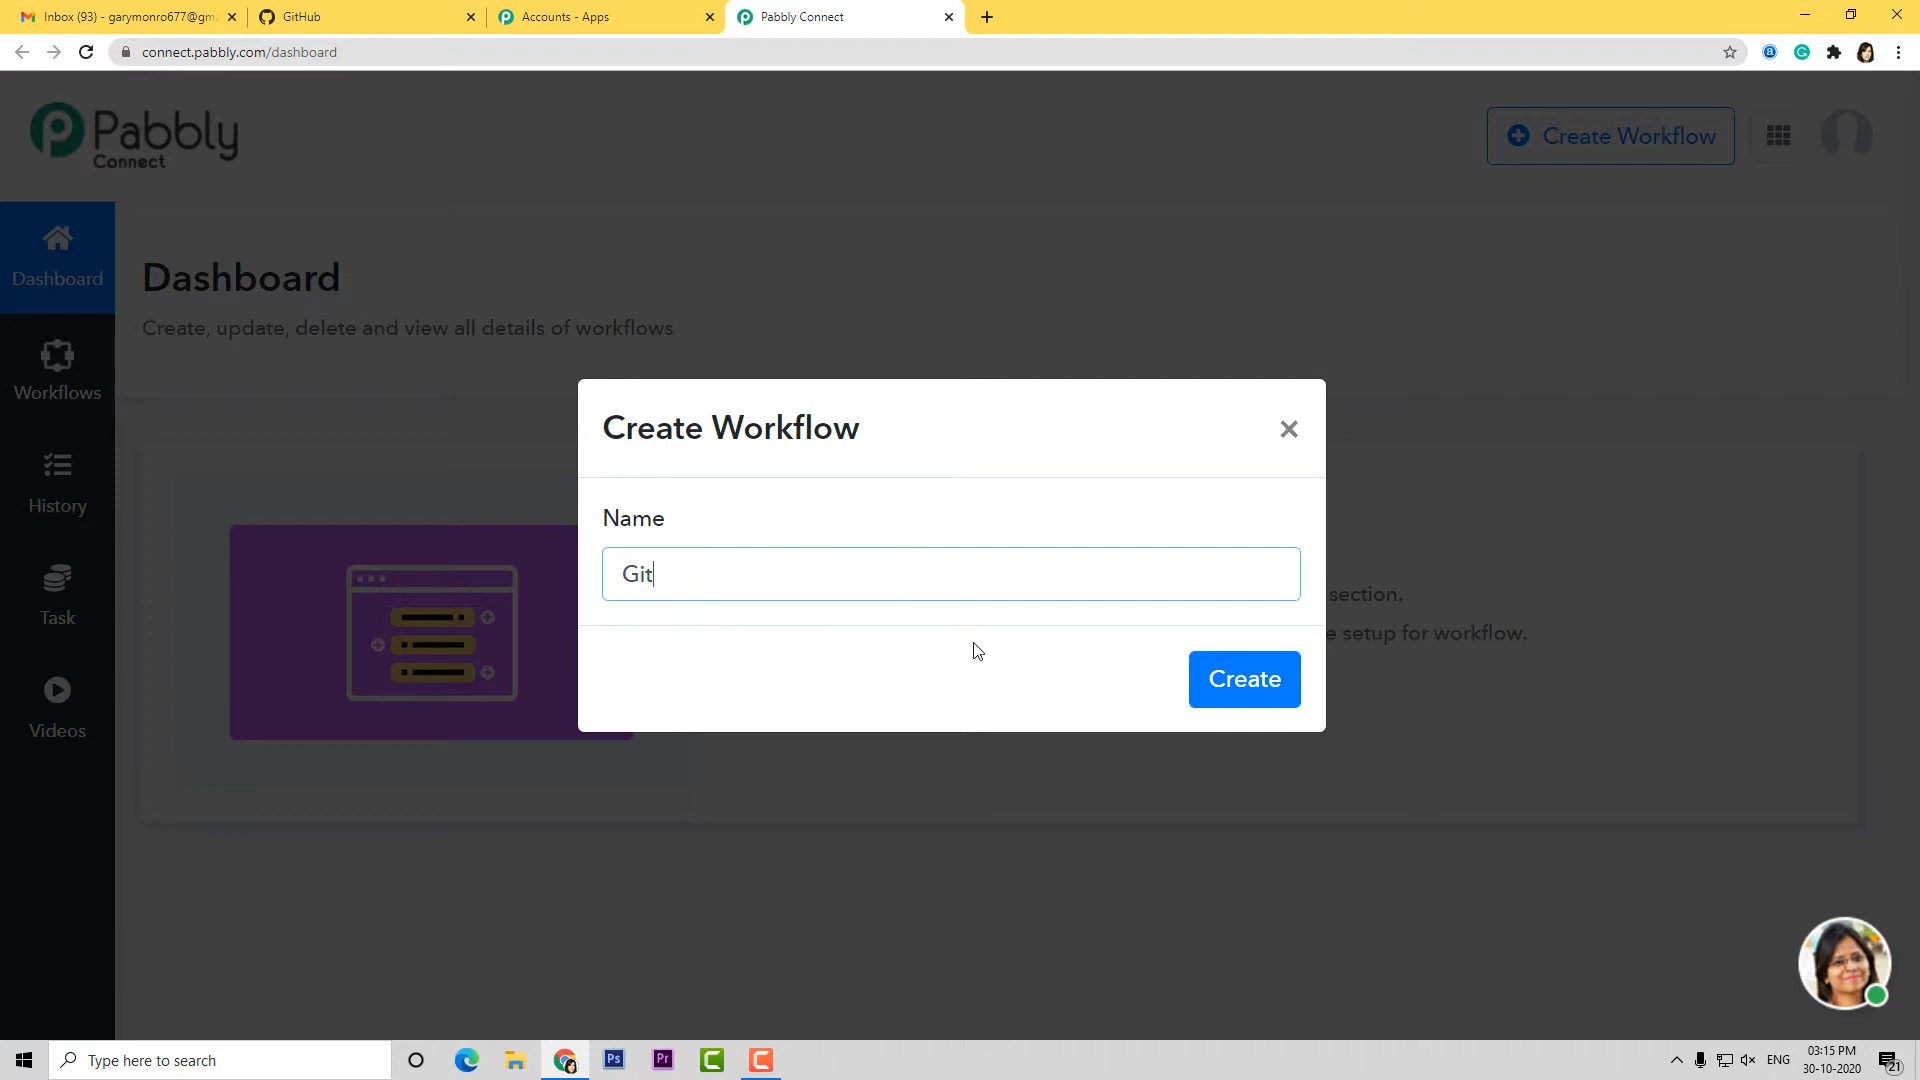 Inbox (93) - garymonro677@gm
GitHub
Accounts - Apps
Pabbly Connect
connect.pabbly.com/dashboard
Pabbly
Connect
Create Workflow
Dashboard
Dashboard
Create, update, delete and view all details of workflows
Workflows
History
Task
Videos
Create Workflow
×
Name
Git
section.
e setup for workflow.
Create
Type here to search
Ps
Pr
ENG
03:15 PM
30-10-2020
21